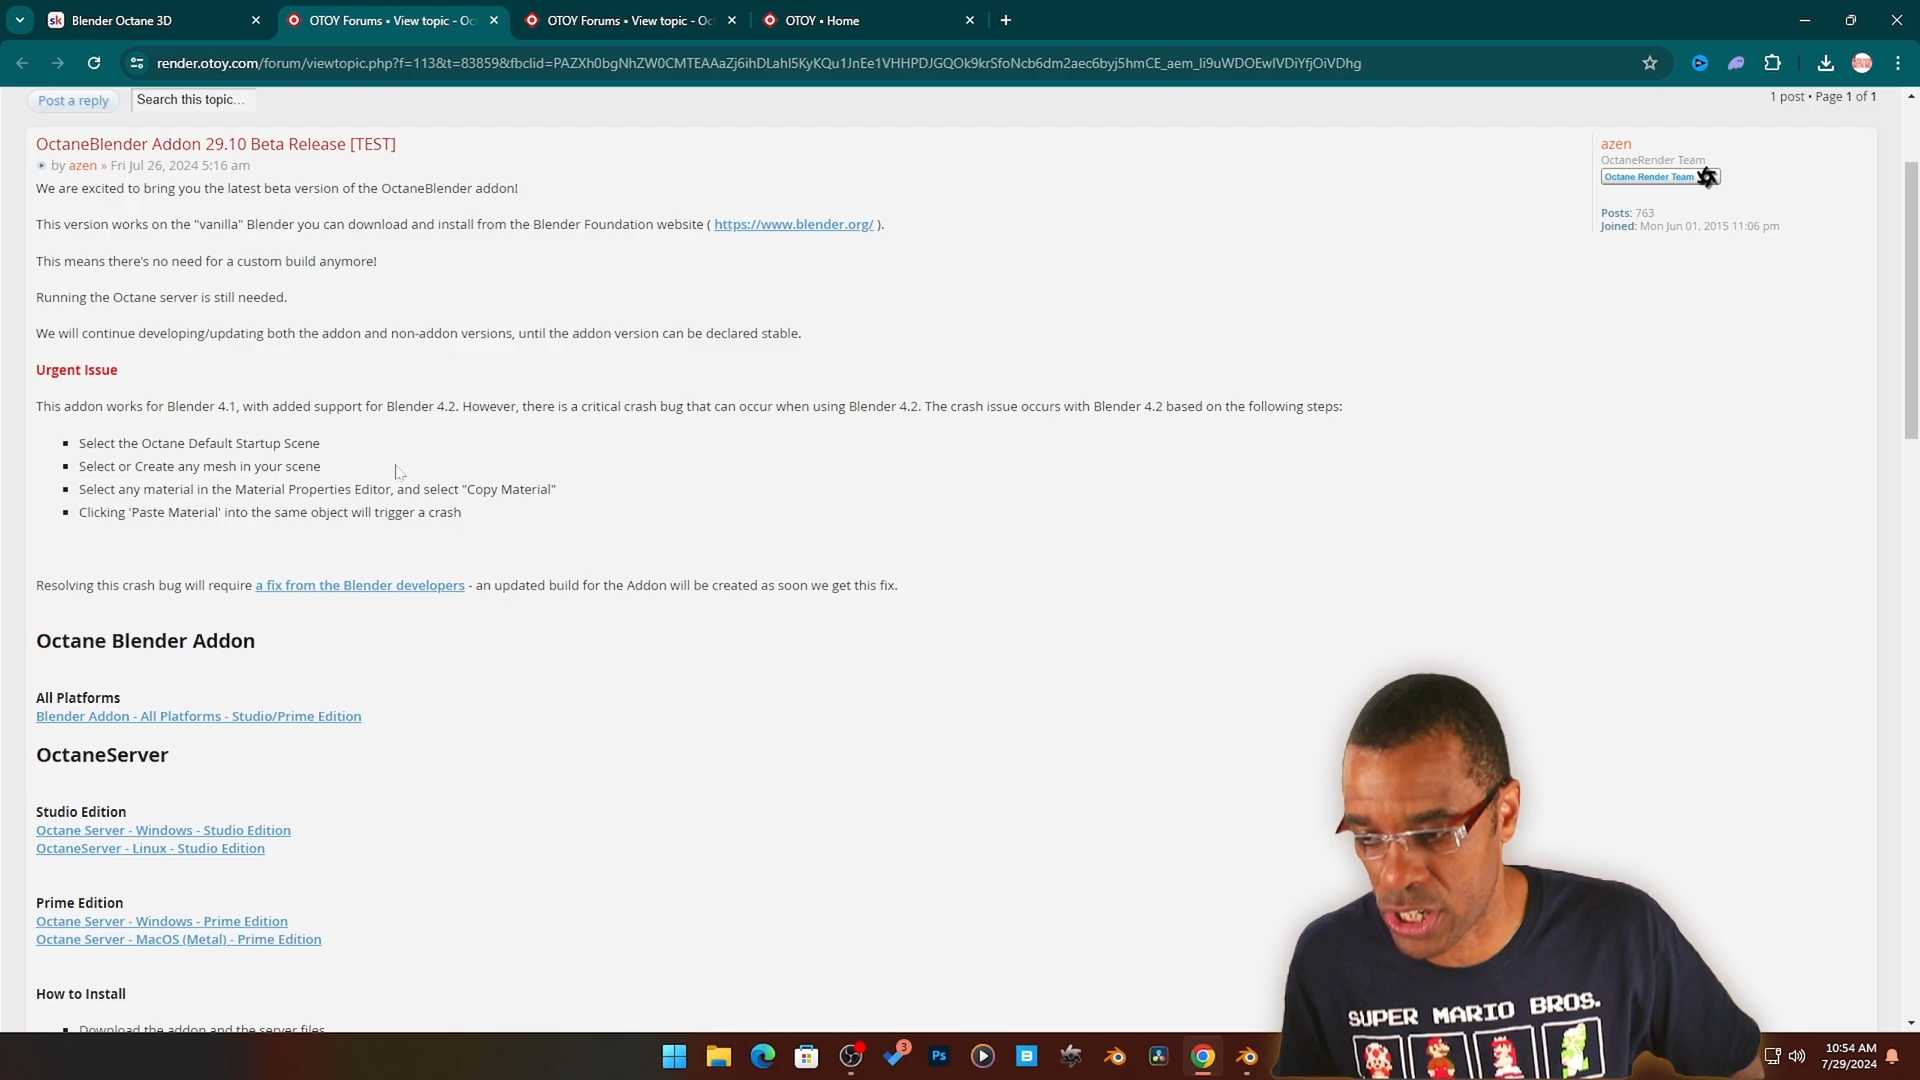 Blender Octane 3D
OTOY Forums • View topic - Oc
OTOY Forums • View topic - Oc
OTOY • Home
render.otoy.com/forum/viewtopic.php?f=113&t=83859&fbclid=PAZXh0bgNhZW0CMTEAAaZj6ihDLahl5KyKQu1JnEe1VHHPDJGQOk9krSfoNcb6dm2aec6byj5hmCE_aem_li9uWDOEwlVDiYfjOiVDhg
Post a reply
Search this topic…
1 post • Page 1 of 1
OctaneBlender Addon 29.10 Beta Release [TEST]
by azen » Fri Jul 26, 2024 5:16 am
We are excited to bring you the latest beta version of the OctaneBlender addon!
This version works on the "vanilla" Blender you can download and install from the Blender Foundation website ( https://www.blender.org/ ).
This means there's no need for a custom build anymore!
Running the Octane server is still needed.
We will continue developing/updating both the addon and non-addon versions, until the addon version can be declared stable.
Urgent Issue
This addon works for Blender 4.1, with added support for Blender 4.2. However, there is a critical crash bug that can occur when using Blender 4.2. The crash issue occurs with Blender 4.2 based on the following steps:
Select the Octane Default Startup Scene
Select or Create any mesh in your scene
Select any material in the Material Properties Editor, and select "Copy Material"
Clicking 'Paste Material' into the same object will trigger a crash
Resolving this crash bug will require a fix from the Blender developers - an updated build for the Addon will be created as soon we get this fix.
Octane Blender Addon
All Platforms
Blender Addon - All Platforms - Studio/Prime Edition
OctaneServer
Studio Edition
Octane Server - Windows - Studio Edition
OctaneServer - Linux - Studio Edition
Prime Edition
Octane Server - Windows - Prime Edition
Octane Server - MacOS (Metal) - Prime Edition
How to Install
Download the addon and the server files
azen
OctaneRender Team
Octane Render Team
Posts: 763
Joined: Mon Jun 01, 2015 11:06 pm
SUPER MARIO BROS.
3
Ps
10:54 AM
7/29/2024